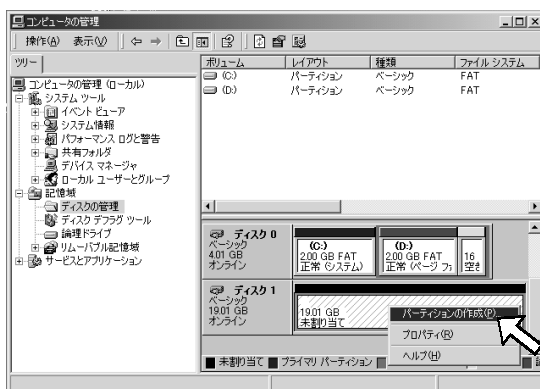 コンピュータの管理
操作(A) 表示(V)
ツリー
コンピュータの管理 (ローカル)
システム ツール
イベント ビューア
システム情報
パフォーマンス ログと警告
共有フォルダ
デバイス マネージャ
ローカル ユーザーとグループ
記憶域
ディスクの管理
ディスク デフラグ ツール
論理ドライブ
リムーバブル記憶域
サービスとアプリケーション
ボリューム レイアウト 種類 ファイル システム
(C:) パーティション ベーシック FAT
(D:) パーティション ベーシック FAT
ディスク 0
ベーシック
4.01 GB
オンライン
(C:)
2.00 GB FAT
正常 (システム)
(D:)
2.00 GB FAT
正常 (ページ フ
16
空き
ディスク 1
ベーシック
19.01 GB
オンライン
19.01 GB
未割り当て
パーティションの作成(P)...
プロパティ(R)
ヘルプ(H)
未割り当て プライマリ パーティション